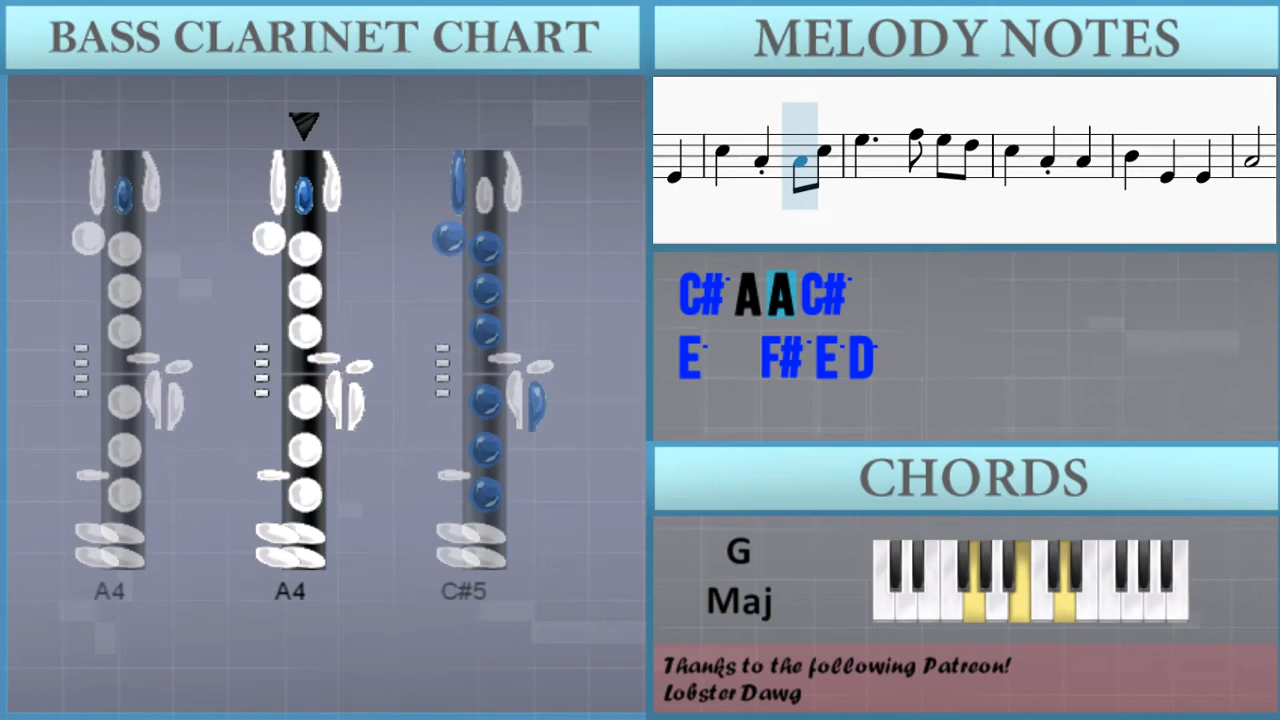 BASS CLARINET CHART
A4 A4 C#5
MELODY NOTES
C#- A A C#-
E- F#- E- D-
CHORDS
G
Maj
Thanks to the following Patreon!
Lobster Dawg